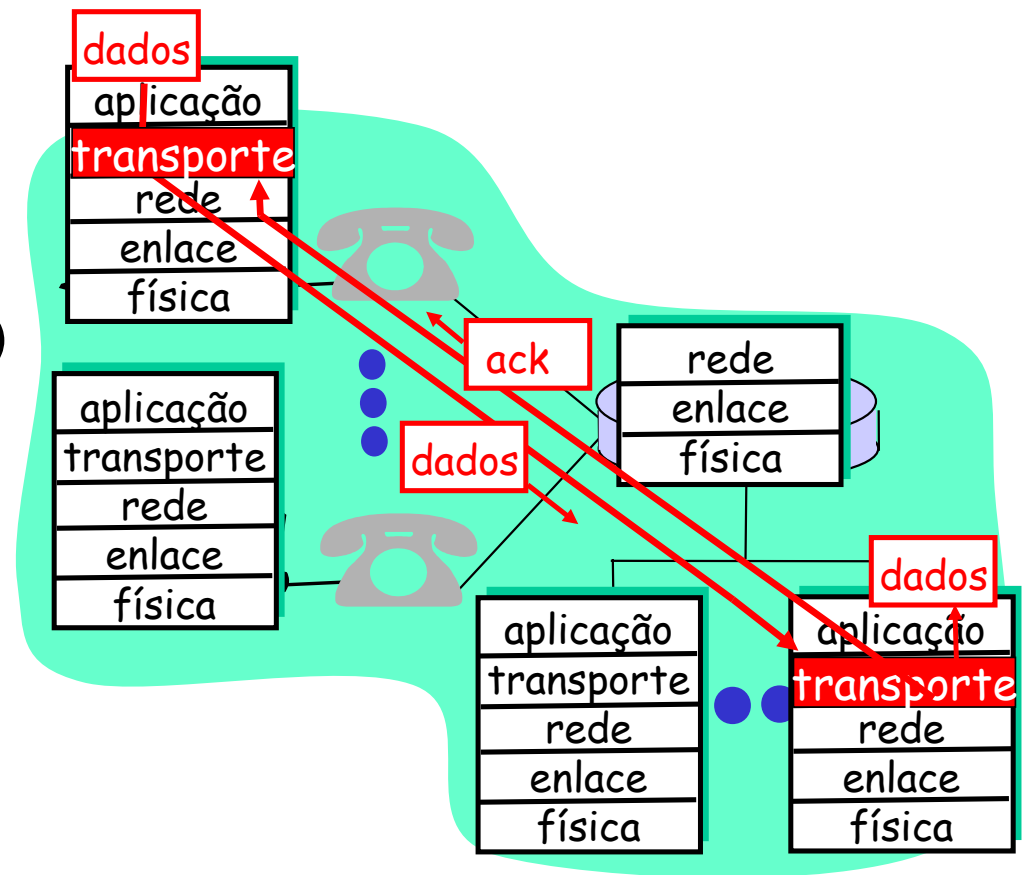 dados
aplicação
transporte
rede
enlace
física
ack
dados
rede
enlace
física
aplicação
transporte
rede
enlace
física
aplicação
transporte
rede
enlace
física
dados
aplicação
transporte
rede
enlace
física